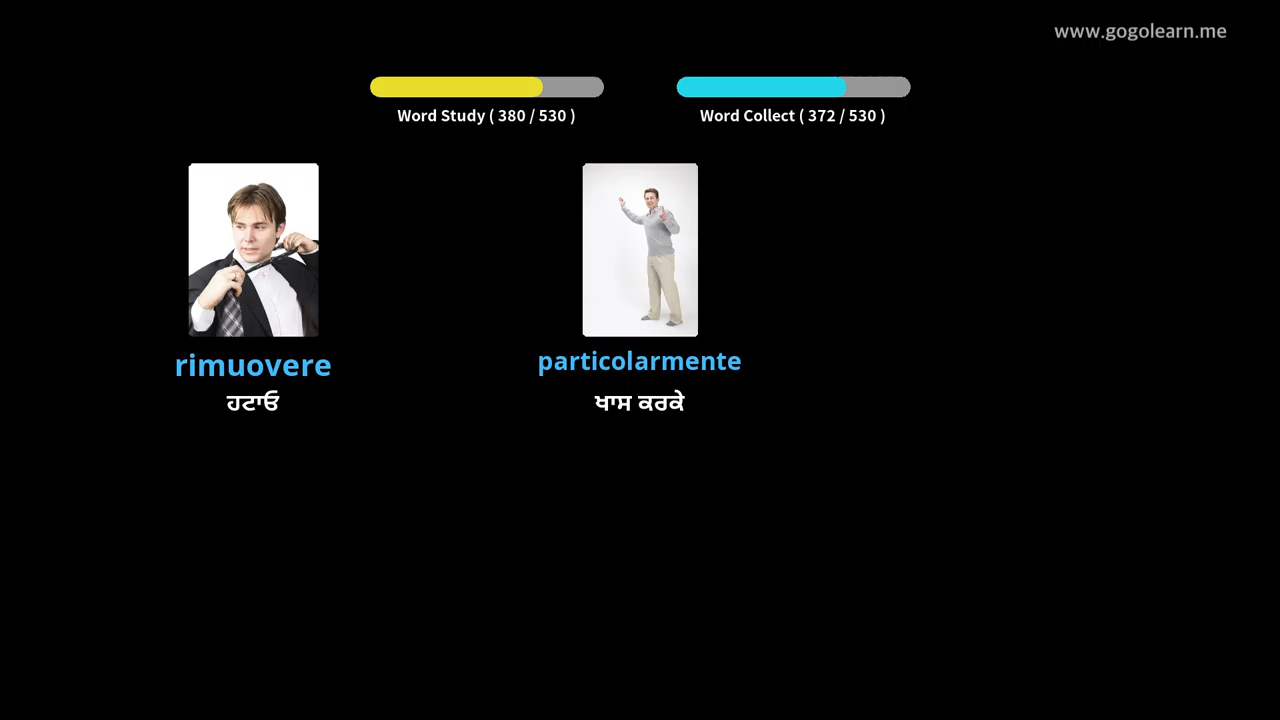 www.gogolearn.me
Word Study ( 380 / 530 )
Word Collect ( 372 / 530 )
rimuovere
ਹਟਾਓ
particolarmente
ਖਾਸ ਕਰਕੇ